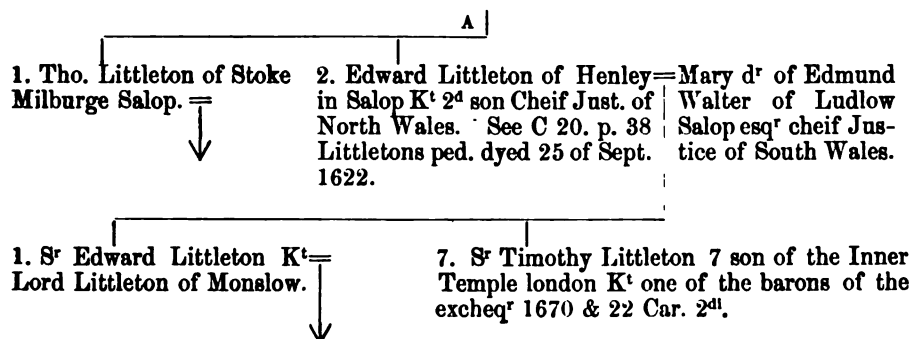 A
1. Tho. Littleton of Stoke
Milburge Salop. =
2. Edward Littleton of Henley=
in Salop Kᵗ 2ᵈ son Cheif Just. of
North Wales. See C 20. p. 38
Littletons ped. dyed 25 of Sept.
1622.
Mary dʳ of Edmund
Walter of Ludlow
Salop esqʳ cheif Jus-
tice of South Wales.
1. Sʳ Edward Littleton Kᵗ=
Lord Littleton of Monslow.
7. Sʳ Timothy Littleton 7 son of the Inner
Temple london Kᵗ one of the barons of the
excheqʳ 1670 & 22 Car. 2ᵈⁱ.